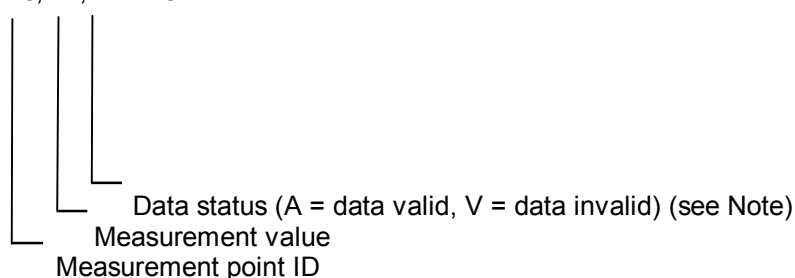 Data status (A = data valid, V = data invalid) (see Note)
Measurement value
Measurement point ID